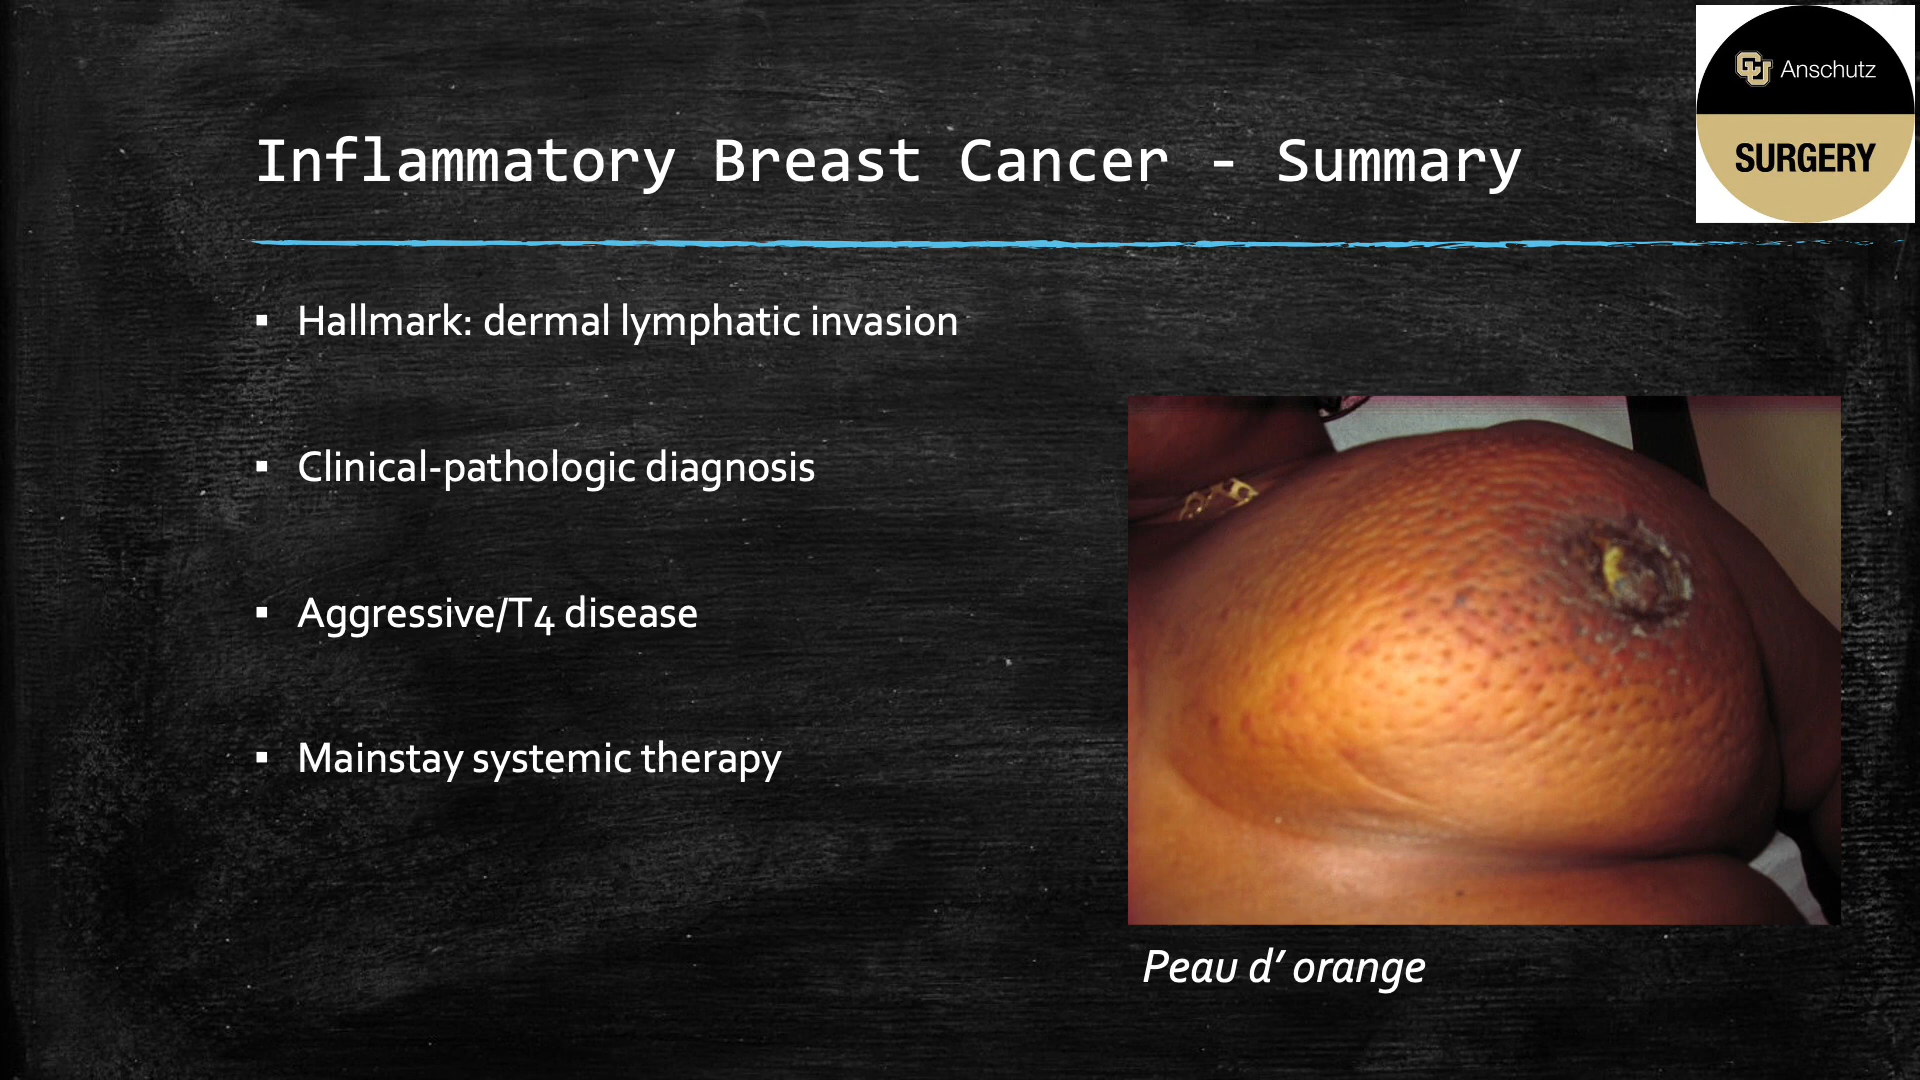 Anschutz
SURGERY
Inflammatory Breast Cancer - Summary
▪ Hallmark: dermal lymphatic invasion
▪ Clinical-pathologic diagnosis
▪ Aggressive/T4 disease
▪ Mainstay systemic therapy
Peau d’ orange